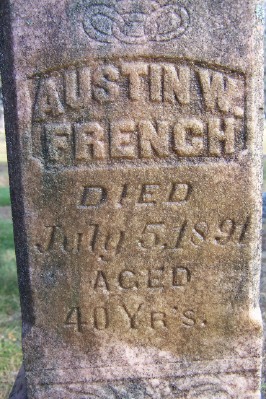 AUSTIN W.
FRENCH
DIED
July 5, 1891
AGED
40 YR'S.